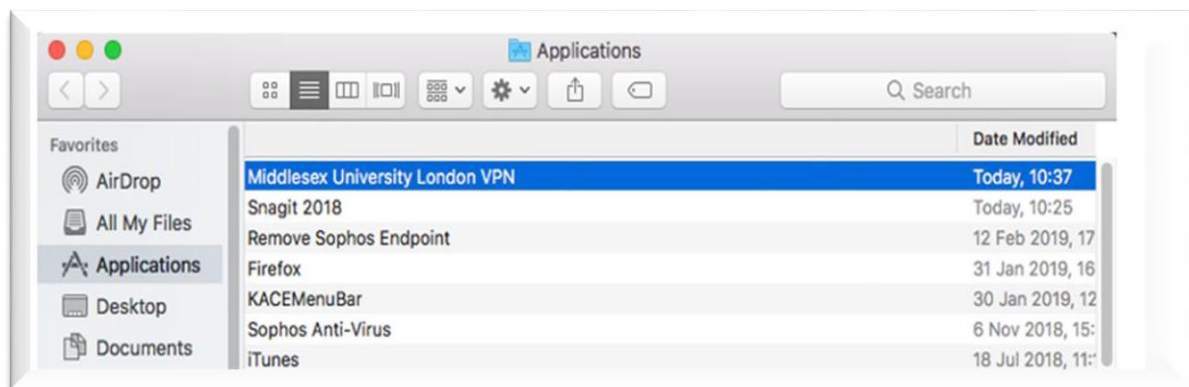 Applications
Search
Favorites
AirDrop
All My Files
Applications
Desktop
Documents
Date Modified
Middlesex University London VPN Today, 10:37
Snagit 2018 Today, 10:25
Remove Sophos Endpoint 12 Feb 2019, 17
Firefox 31 Jan 2019, 16
KACEMenuBar 30 Jan 2019, 12
Sophos Anti-Virus 6 Nov 2018, 15:
iTunes 18 Jul 2018, 11: